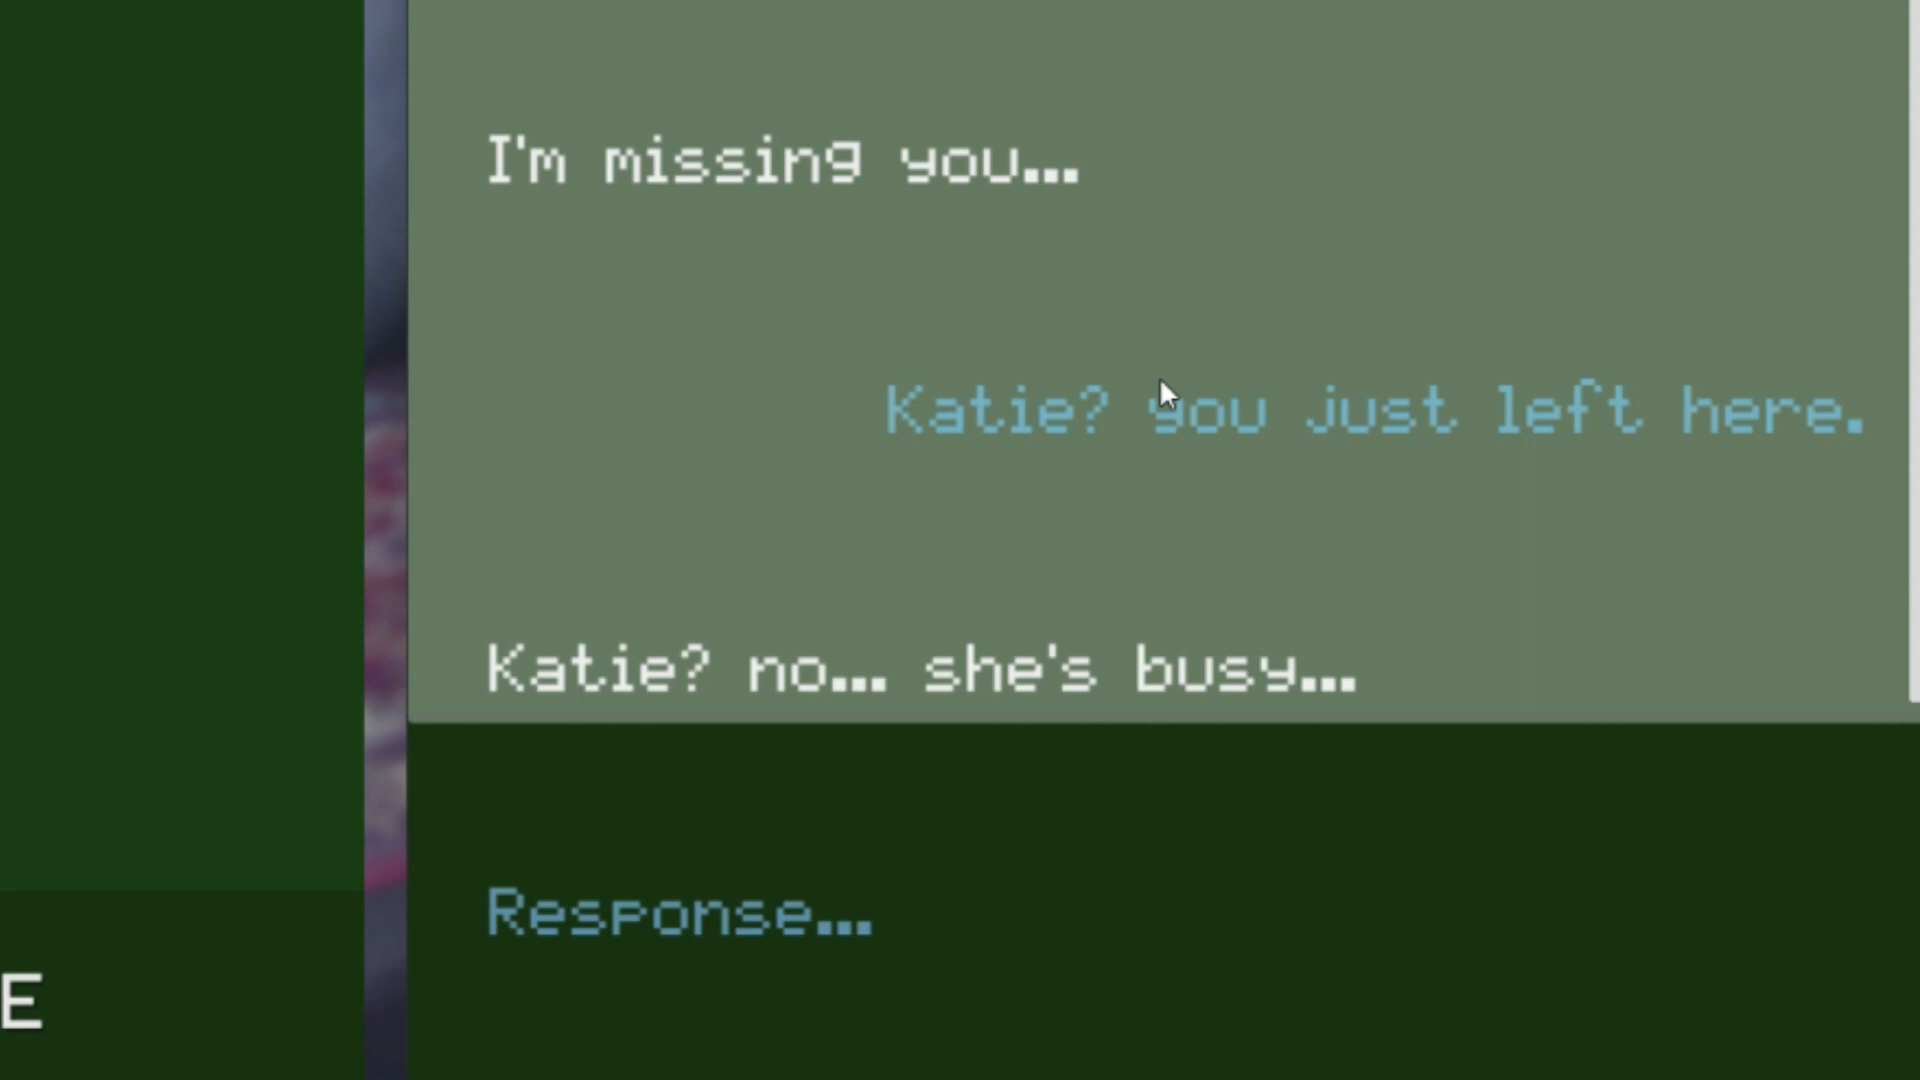 I'm missing you...
Katie? you just left here.
Katie? no... she's busy...
Response...
E